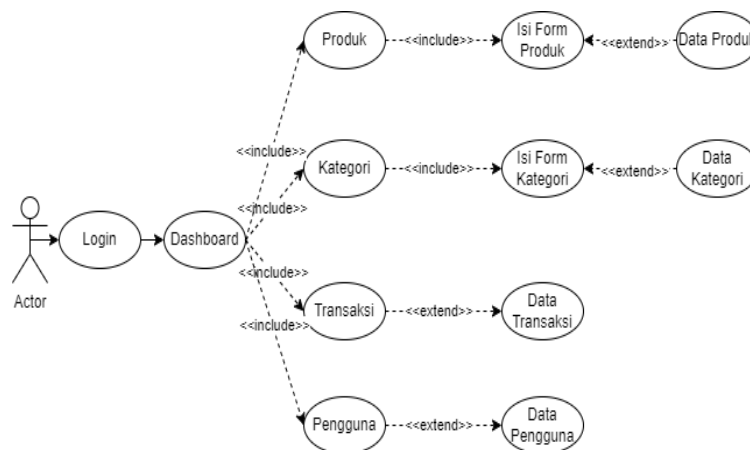 Produk
<<include>>
Isi Form
Produk
<<extend>>
Data Produk
<<include>>
Kategori
<<include>>
Isi Form
Kategori
<<extend>>
Data
Kategori
<<include>>
Actor
Login
Dashboard
<<include>>
Transaksi
<<extend>>
Data
Transaksi
<<include>>
Pengguna
<<extend>>
Data
Pengguna